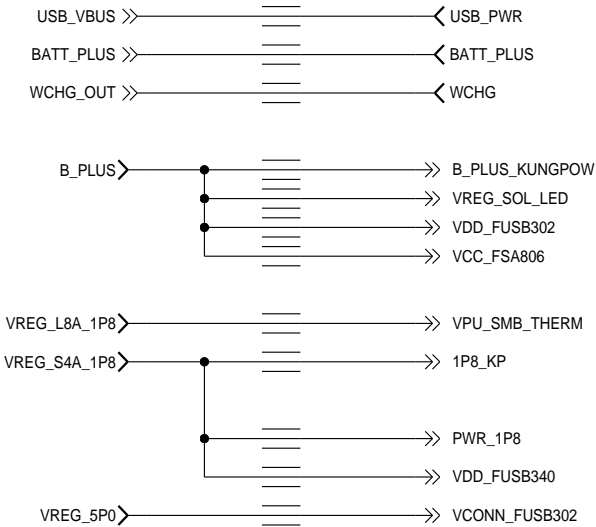 USB_VBUS USB_PWR
BATT_PLUS BATT_PLUS
WCHG_OUT WCHG
B_PLUS B_PLUS_KUNGPOW
VREG_SOL_LED
VDD_FUSB302
VCC_FSA806
VREG_L8A_1P8 VPU_SMB_THERM
VREG_S4A_1P8 1P8_KP
PWR_1P8
VDD_FUSB340
VREG_5P0 VCONN_FUSB302